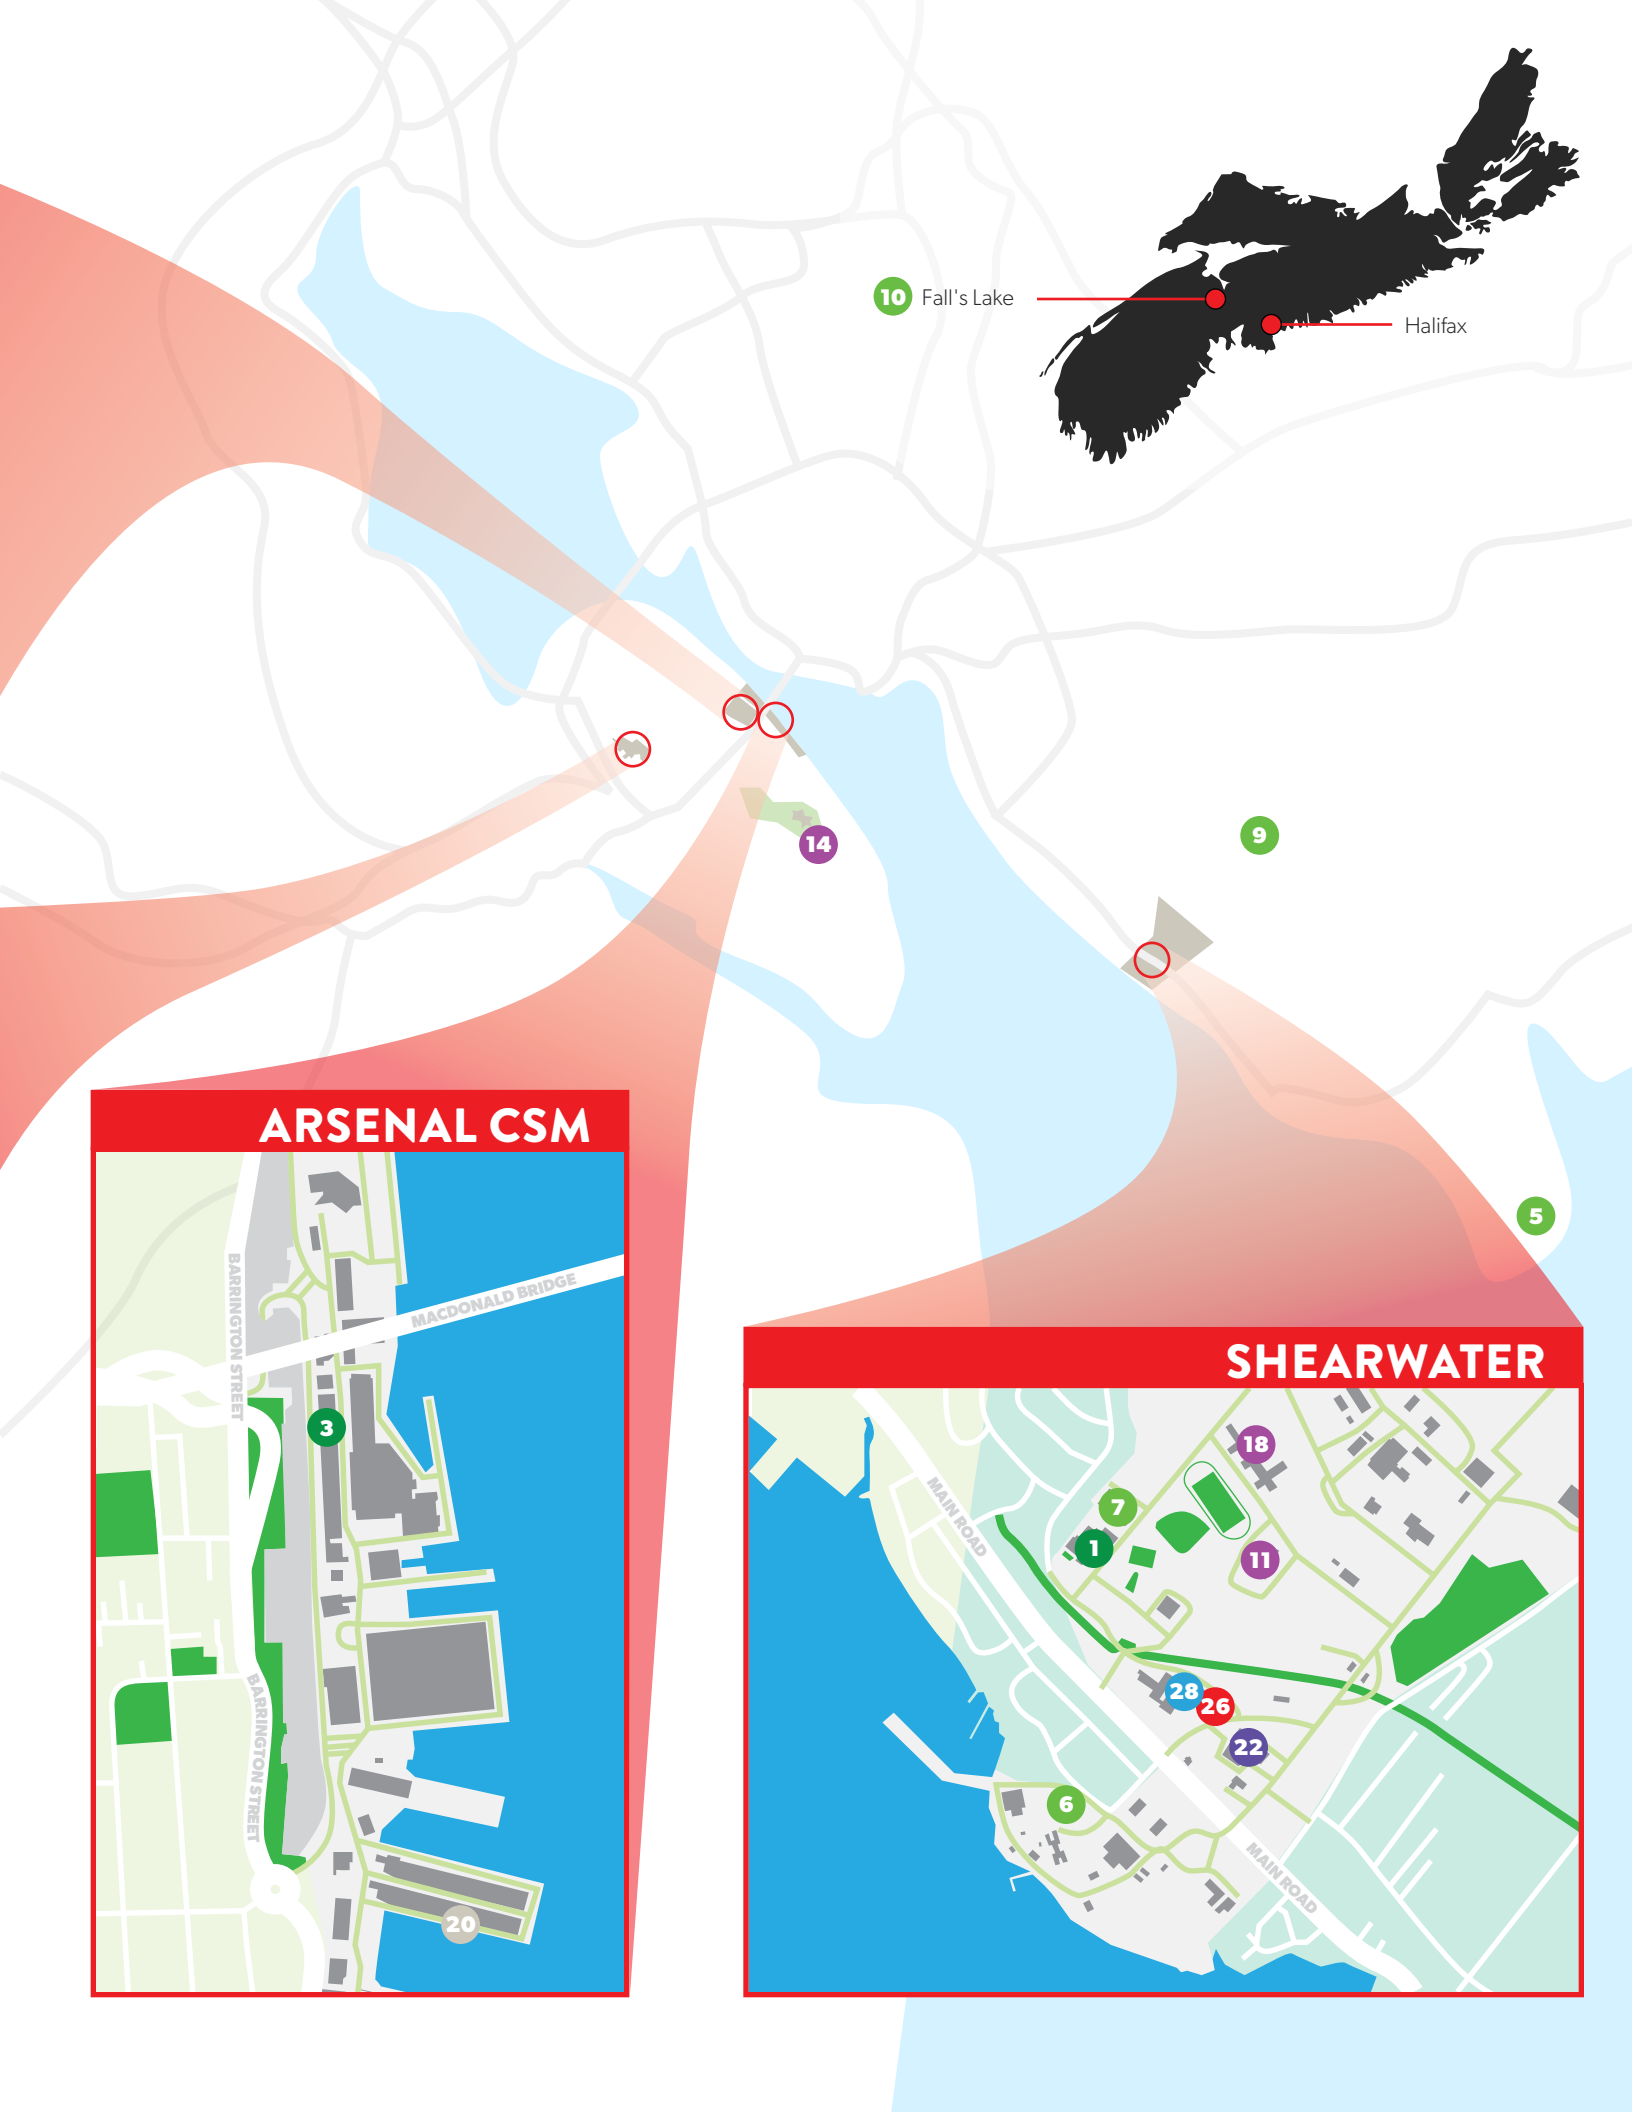 10 Fall's Lake
Halifax
14
9
5
ARSENAL CSM
BARRINGTON STREET
MACDONALD BRIDGE
3
BARRINGTON STREET
20
SHEARWATER
MAIN ROAD
18
7
1
11
28
26
22
6
MAIN ROAD